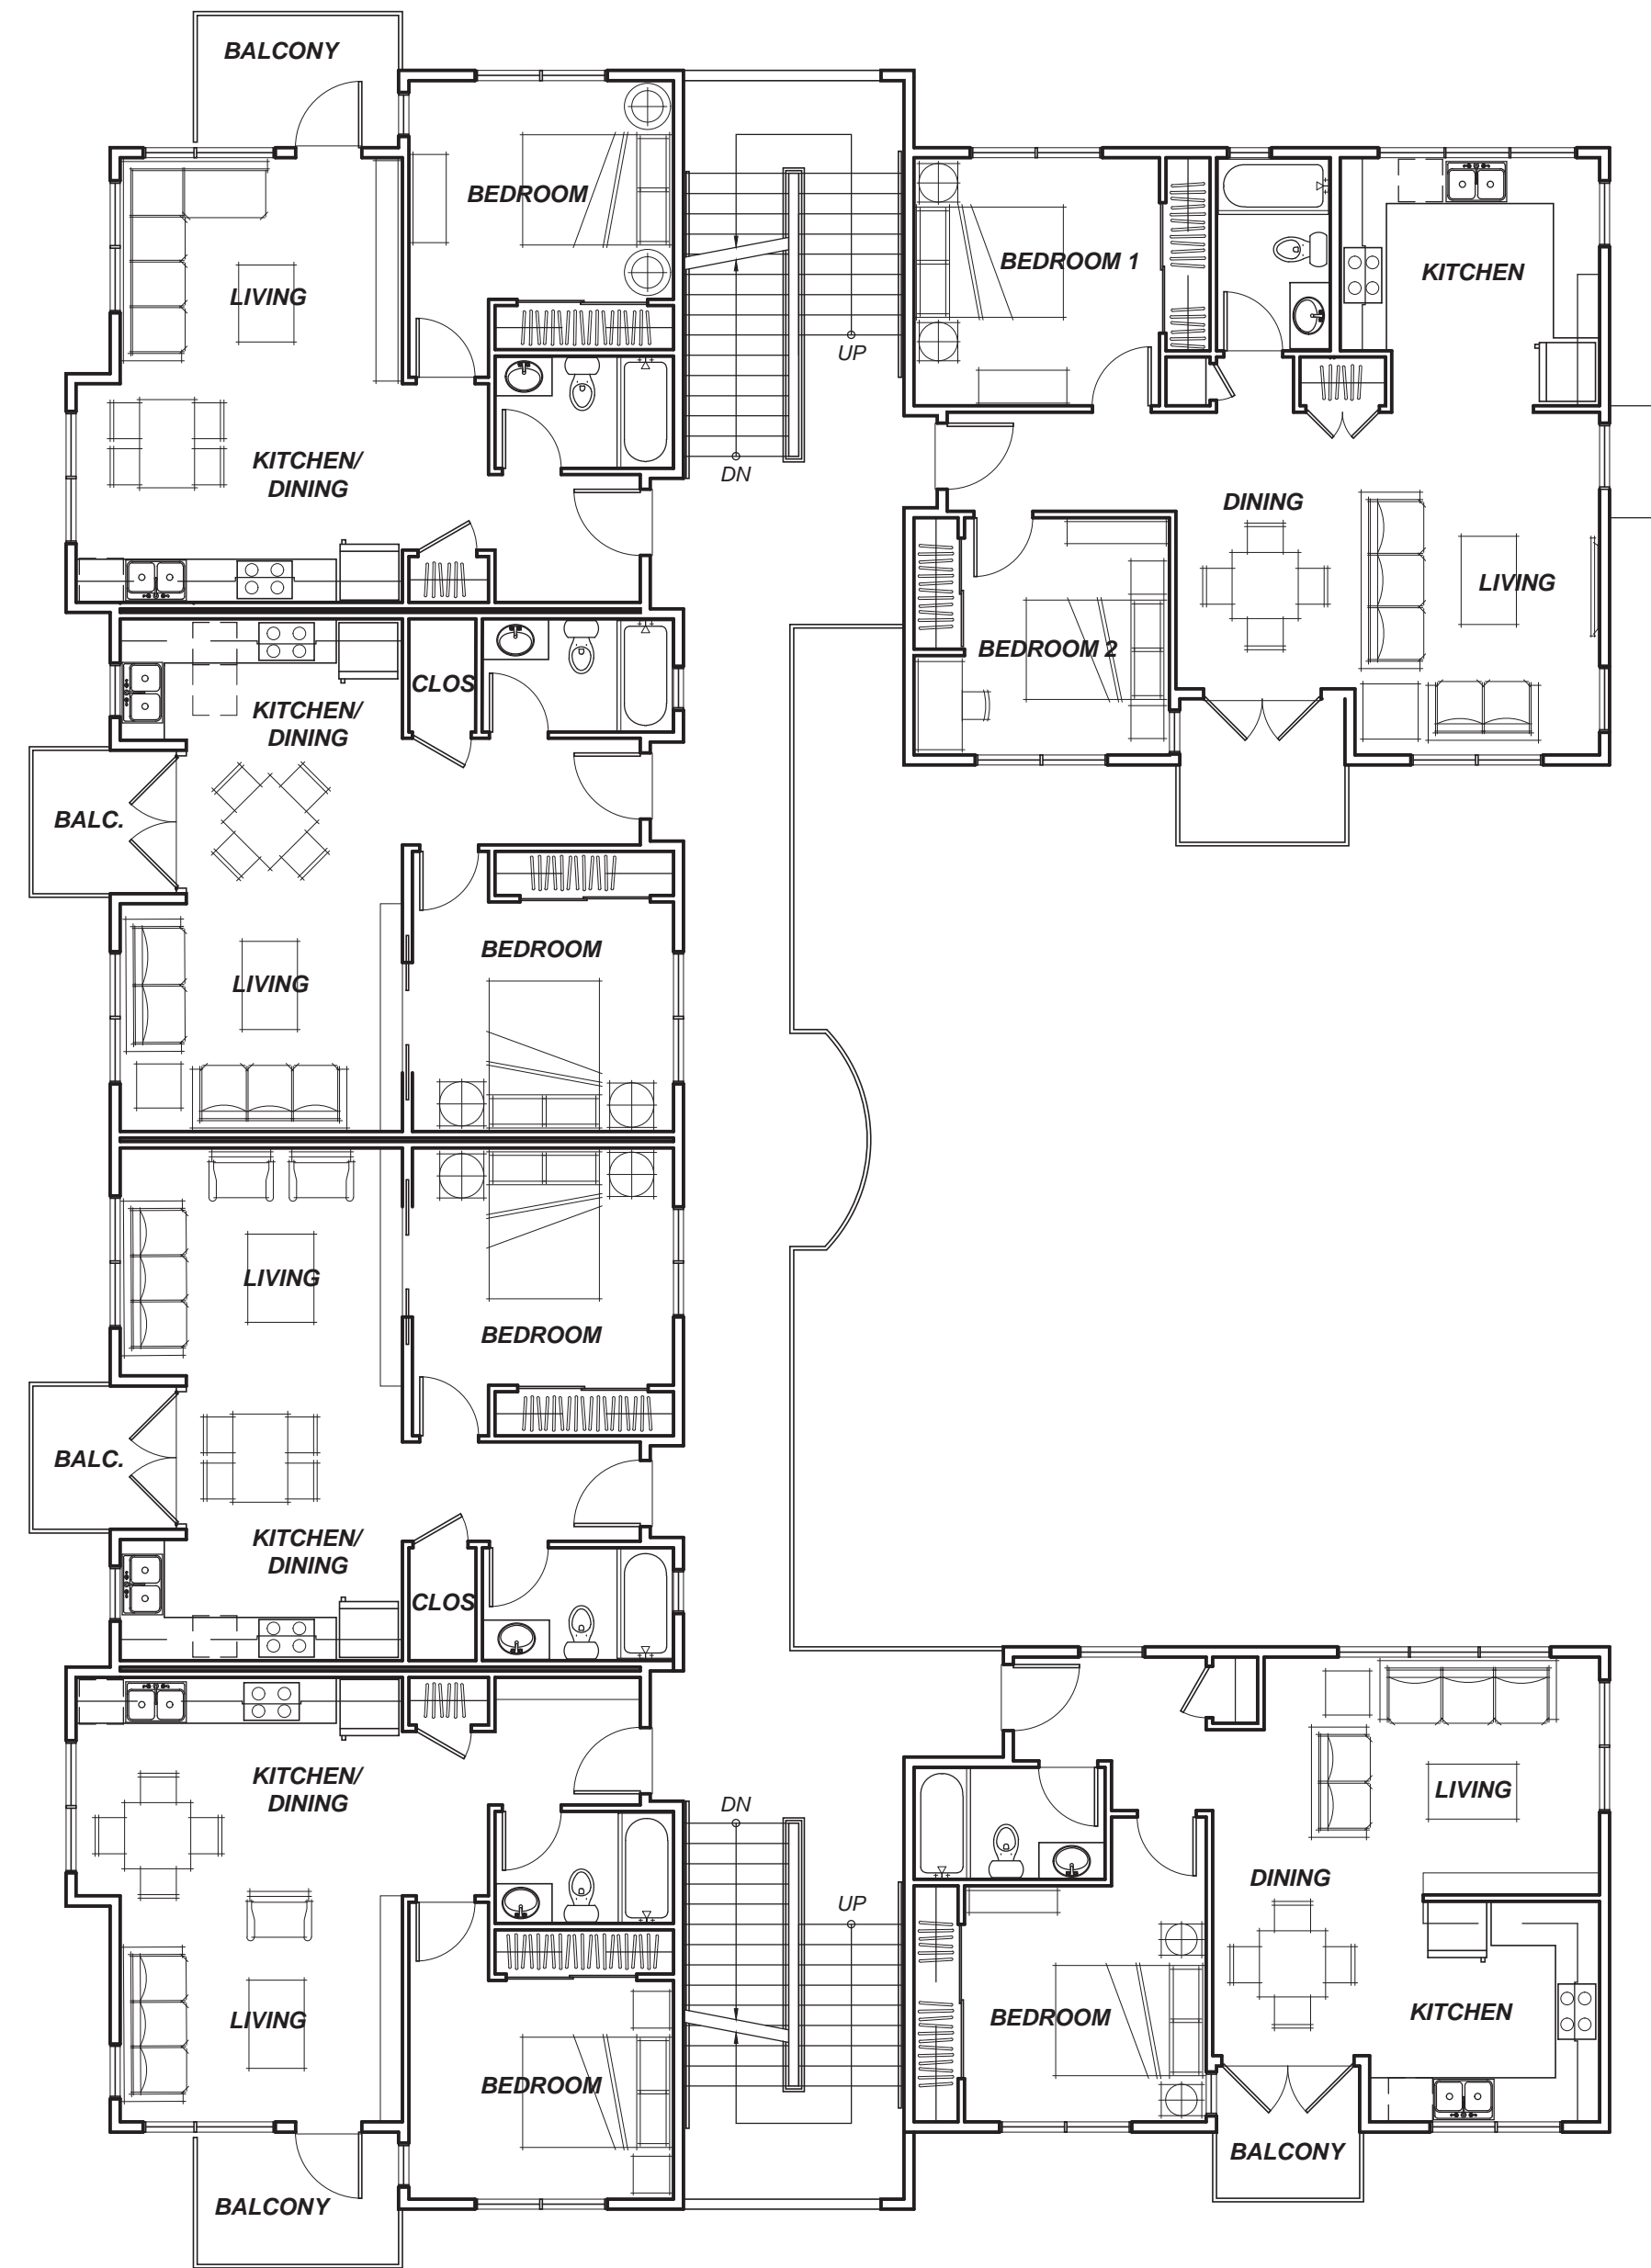 BALCONY
BEDROOM
LIVING
KITCHEN/
DINING
UP
DN
BEDROOM 1
KITCHEN
DINING
LIVING
BEDROOM 2
CLOS
KITCHEN/
DINING
BALC.
BEDROOM
LIVING
LIVING
BEDROOM
BALC.
KITCHEN/
DINING
CLOS
KITCHEN/
DINING
LIVING
BEDROOM
BALCONY
DN
UP
LIVING
DINING
BEDROOM
KITCHEN
BALCONY